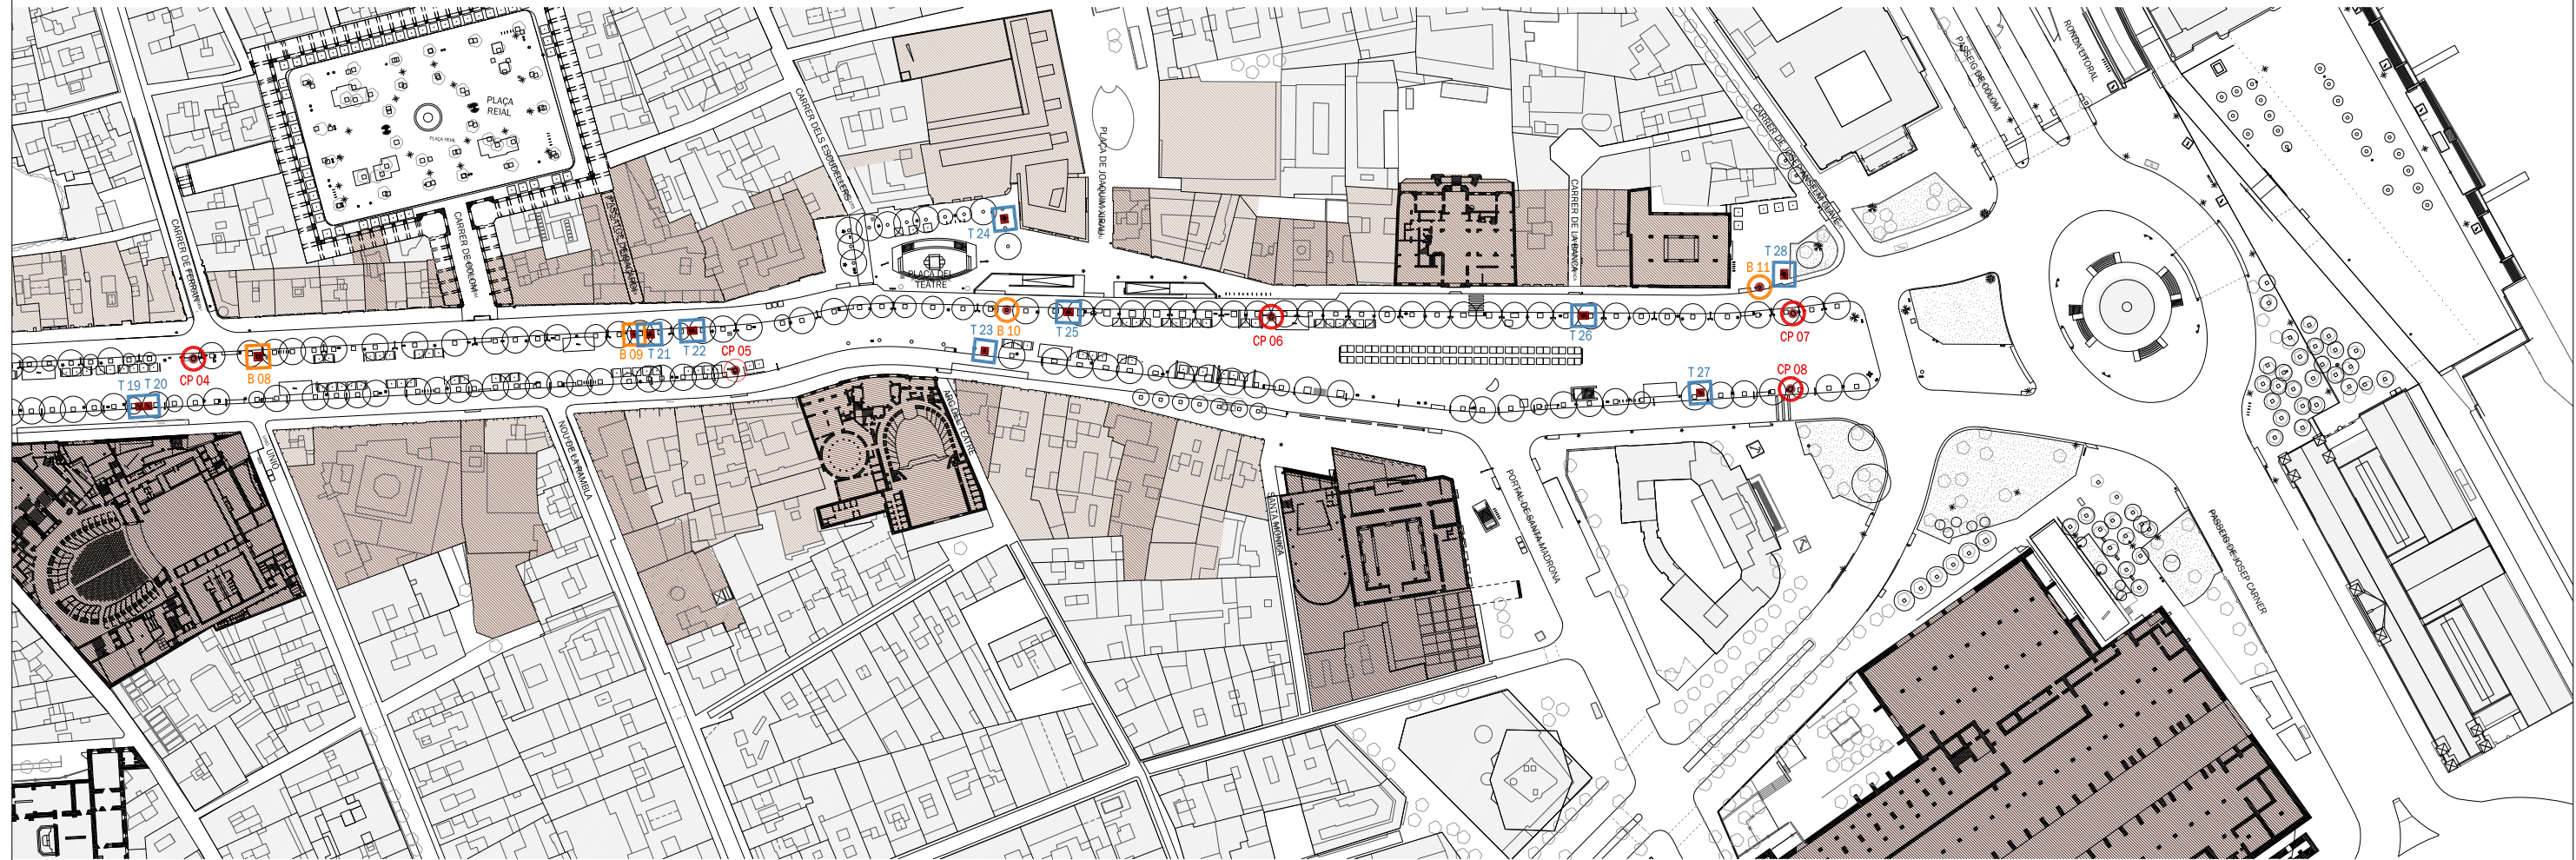 PLAÇA
REIAL
PLAÇA REIAL
CARRER DE FERRAN
CARRER DE COLOM
PASSATGE DE BACARDÍ
CARRER DELS ESCUDELLERS
PLAÇA DEL
TEATRE
PLAÇA DE JOAQUIM XIRAU
CARRER DE LA BANCA
CARRER DE JOSEP ANSELM CLAVÉ
PASSEIG DE COLOM
RONDA LITORAL
T 24
T 28
B 11
T 19 T 20
CP 04
B 08
B 09
T 21
T 22
CP 05
T 23
B 10
T 25
CP 06
T 26
CP 07
T 27
CP 08
UNIÓ
NOU DE LA RAMBLA
ARC DEL TEATRE
SANTA MÒNICA
PORTAL DE SANTA MADRONA
PASSEIG DE JOSEP CARNER